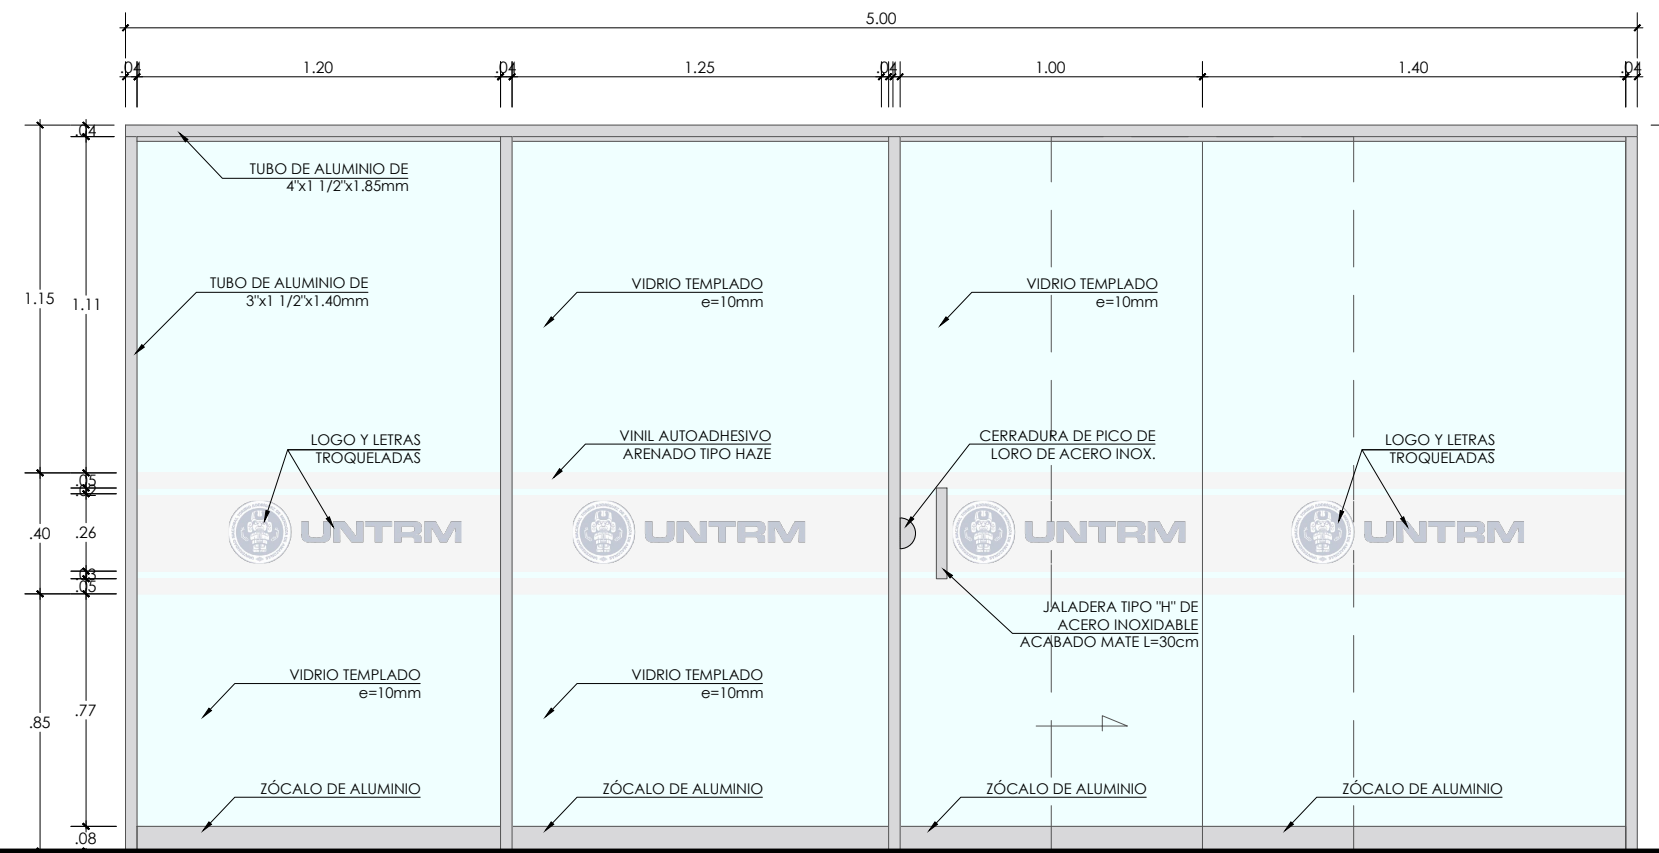 5.00
.04
1.20
.04
1.25
.04
1.00
1.40
.04
.04
TUBO DE ALUMINIO DE
4"x1 1/2"x1.85mm
TUBO DE ALUMINIO DE
3"x1 1/2"x1.40mm
VIDRIO TEMPLADO
e=10mm
VIDRIO TEMPLADO
e=10mm
1.15
1.11
LOGO Y LETRAS
TROQUELADAS
VINIL AUTOADHESIVO
ARENADO TIPO HAZE
CERRADURA DE PICO DE
LORO DE ACERO INOX.
LOGO Y LETRAS
TROQUELADAS
.05
.40
.26
.05
UNTRM
UNTRM
UNTRM
UNTRM
JALADERA TIPO "H" DE
ACERO INOXIDABLE
ACABADO MATE L=30cm
VIDRIO TEMPLADO
e=10mm
VIDRIO TEMPLADO
e=10mm
.85
.77
ZÓCALO DE ALUMINIO
ZÓCALO DE ALUMINIO
ZÓCALO DE ALUMINIO
ZÓCALO DE ALUMINIO
.08